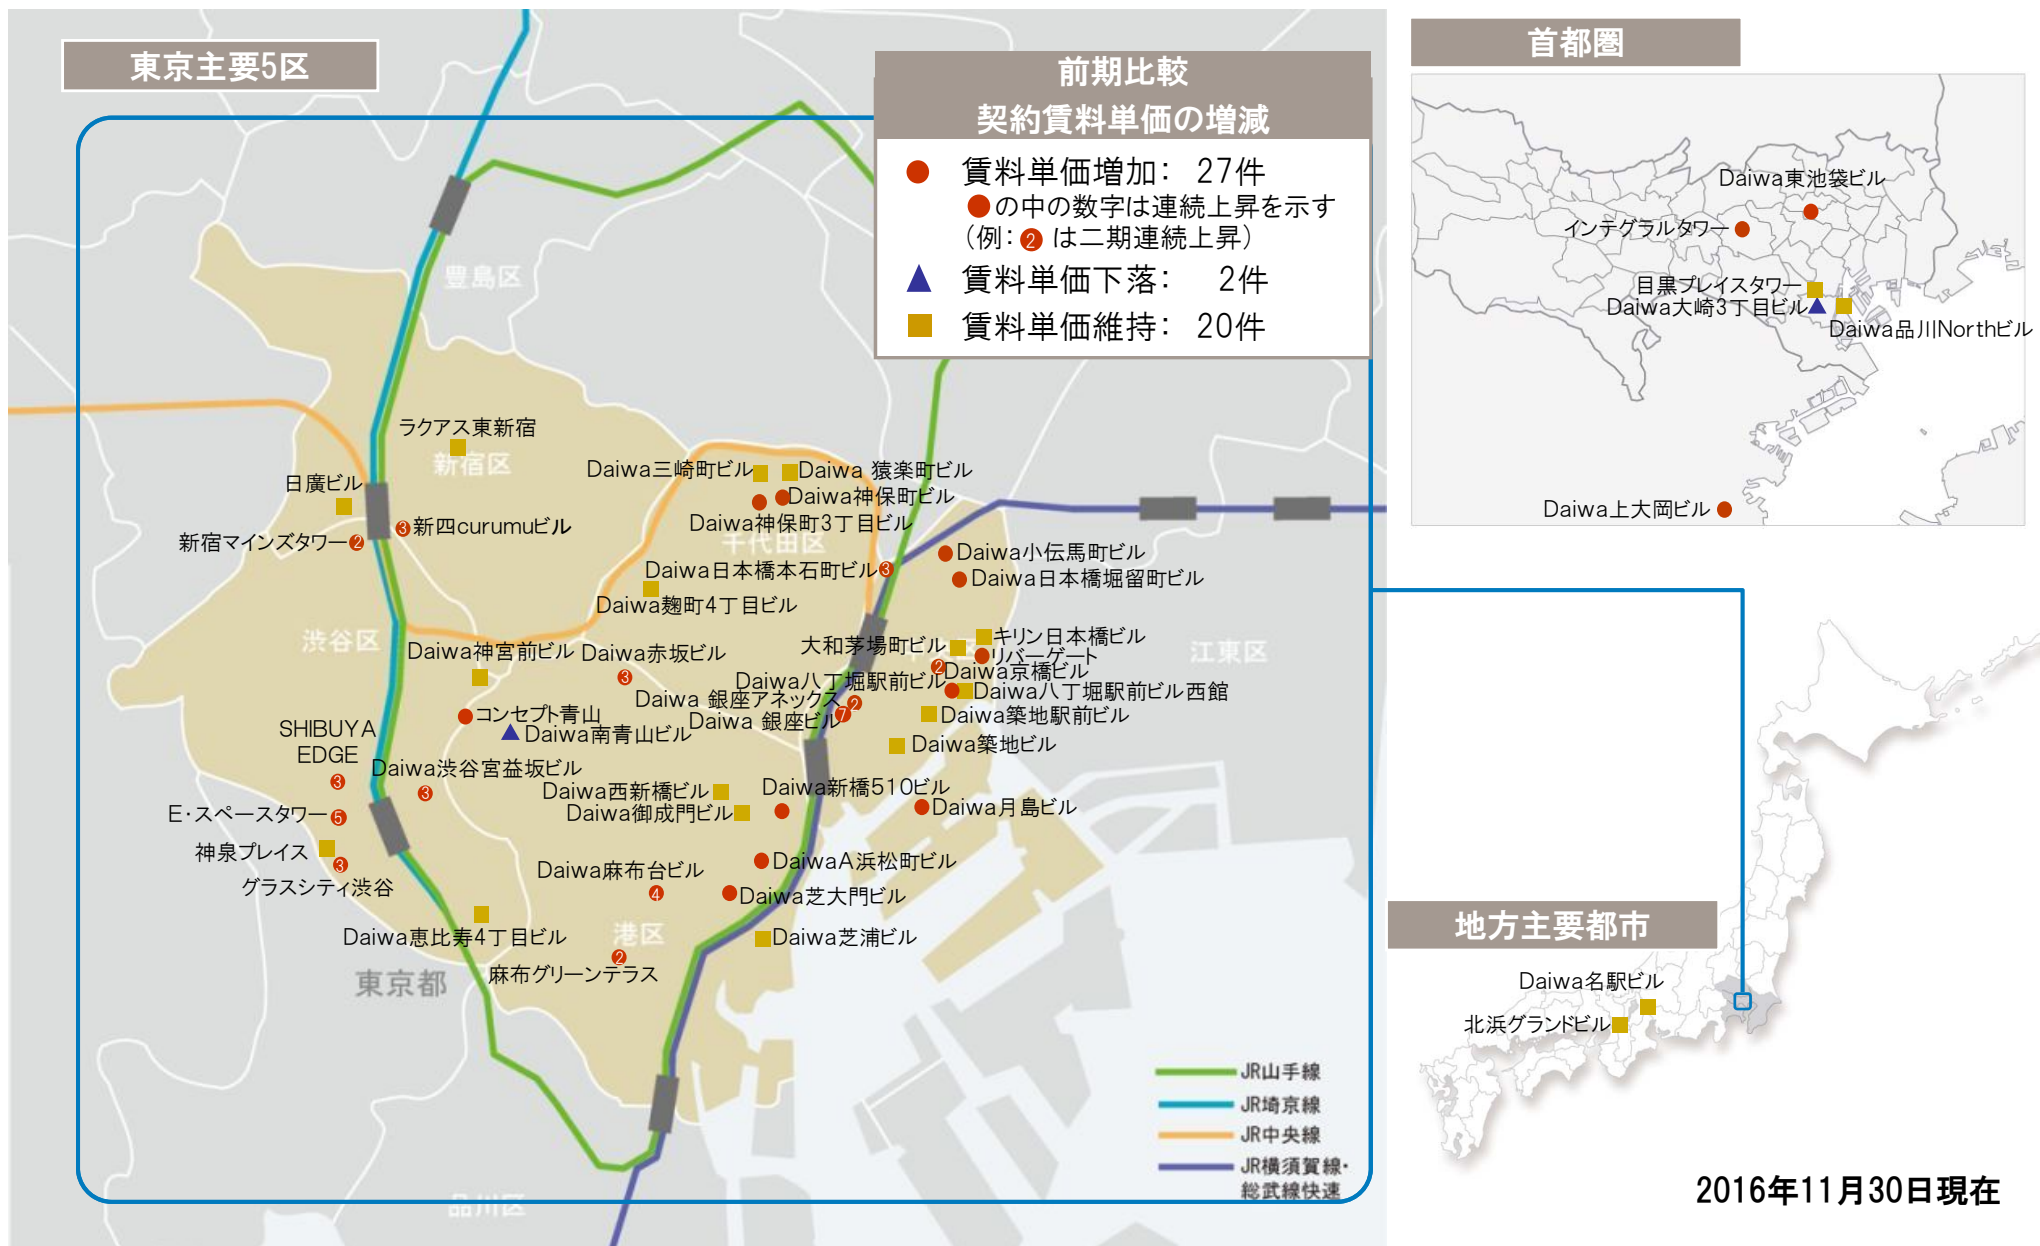 東京主要5区
前期比較
契約賃料単価の増減
賃料単価増加: 27件
●の中の数字は連続上昇を示す
(例:2 は二期連続上昇)
賃料単価下落: 2件
賃料単価維持: 20件
豊島区
ラクアス東新宿
新宿区
日廣ビル
3 新四curumuビル
新宿マインズタワー 2
Daiwa三崎町ビル
Daiwa 猿楽町ビル
Daiwa神保町ビル
Daiwa神保町3丁目ビル
千代田区
Daiwa小伝馬町ビル
Daiwa日本橋本石町ビル 3
Daiwa日本橋堀留町ビル
Daiwa麹町4丁目ビル
渋谷区
Daiwa神宮前ビル
Daiwa赤坂ビル
3
大和茅場町ビル
キリン日本橋ビル
リバーゲート
江東区
2 Daiwa京橋ビル
Daiwa八丁堀駅前ビル
Daiwa八丁堀駅前ビル西館
Daiwa 銀座アネックス 2
Daiwa 銀座ビル 7
Daiwa築地駅前ビル
Daiwa築地ビル
コンセプト青山
Daiwa南青山ビル
SHIBUYA
EDGE
3
Daiwa渋谷宮益坂ビル
3
Daiwa西新橋ビル
Daiwa新橋510ビル
Daiwa御成門ビル
Daiwa月島ビル
E・スペースタワー 5
神泉プレイス
3
グラスシティ渋谷
DaiwaA浜松町ビル
Daiwa麻布台ビル
4
Daiwa芝大門ビル
Daiwa恵比寿4丁目ビル
港区
Daiwa芝浦ビル
2
麻布グリーンテラス
東京都
品川区
JR山手線
JR埼京線
JR中央線
JR横須賀線・
総武線快速
首都圏
Daiwa東池袋ビル
インテグラルタワー
目黒プレイスタワー
Daiwa大崎3丁目ビル
Daiwa品川Northビル
Daiwa上大岡ビル
地方主要都市
Daiwa名駅ビル
北浜グランドビル
2016年11月30日現在